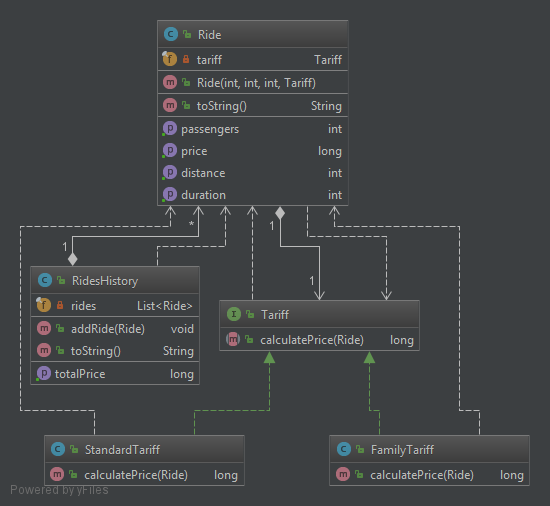 C Ride
f tariff Tariff
m Ride(int, int, int, Tariff)
m toString() String
p passengers int
p price long
p distance int
p duration int
1 * 1
1
C RidesHistory
f rides List<Ride>
m addRide(Ride) void
m toString() String
p totalPrice long
I Tariff
m calculatePrice(Ride) long
C StandardTariff
m calculatePrice(Ride) long
C FamilyTariff
m calculatePrice(Ride) long
Powered by yFiles